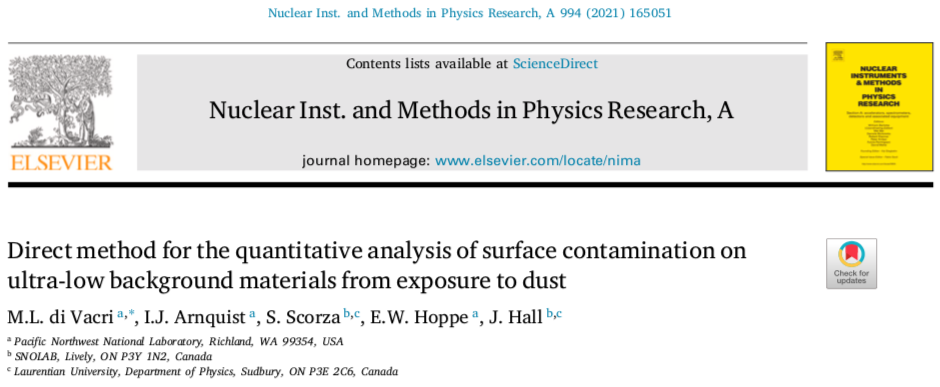 Nuclear Inst. and Methods in Physics Research, A 994 (2021) 165051
Contents lists available at ScienceDirect
Nuclear Inst. and Methods in Physics Research, A
journal homepage: www.elsevier.com/locate/nima
ELSEVIER
NUCLEAR
INSTRUMENTS
& METHODS
IN
PHYSICS
RESEARCH
Direct method for the quantitative analysis of surface contamination on
ultra-low background materials from exposure to dust
Check for
updates
M.L. di Vacri a,*, I.J. Arnquist a, S. Scorza b,c, E.W. Hoppe a, J. Hall b,c
a Pacific Northwest National Laboratory, Richland, WA 99354, USA
b SNOLAB, Lively, ON P3Y 1N2, Canada
c Laurentian University, Department of Physics, Sudbury, ON P3E 2C6, Canada